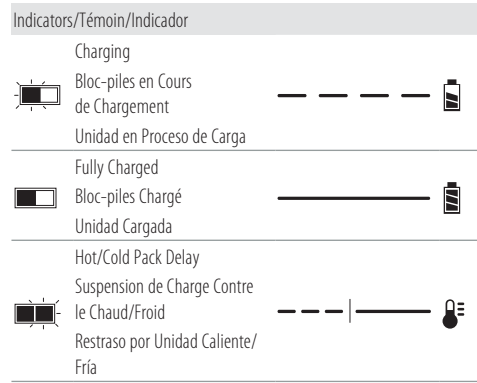 Indicators/Témoin/Indicador
Charging
Bloc-piles en Cours
de Chargement
Unidad en Proceso de Carga
Fully Charged
Bloc-piles Chargé
Unidad Cargada
Hot/Cold Pack Delay
Suspension de Charge Contre
le Chaud/Froid
Restraso por Unidad Caliente/
Fría